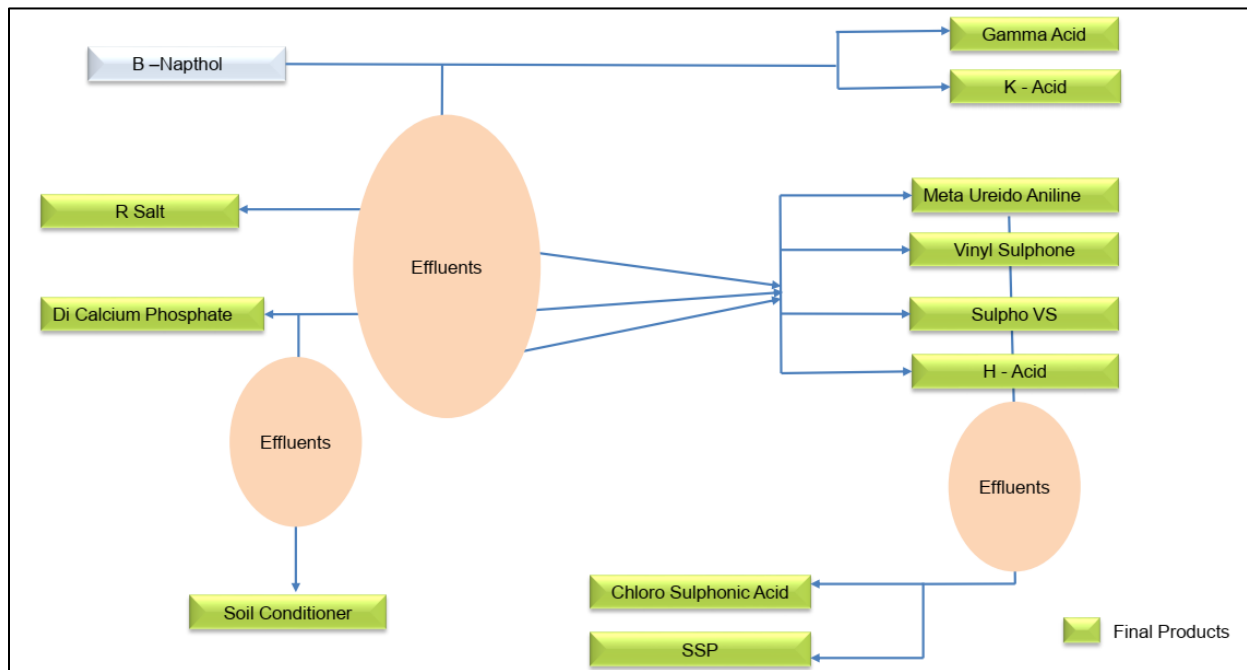 Gamma Acid
B –Napthol
K - Acid
Meta Ureido Aniline
R Salt
Vinyl Sulphone
Effluents
Di Calcium Phosphate
Sulpho VS
H - Acid
Effluents
Effluents
Chloro Sulphonic Acid
Soil Conditioner
SSP
Final Products